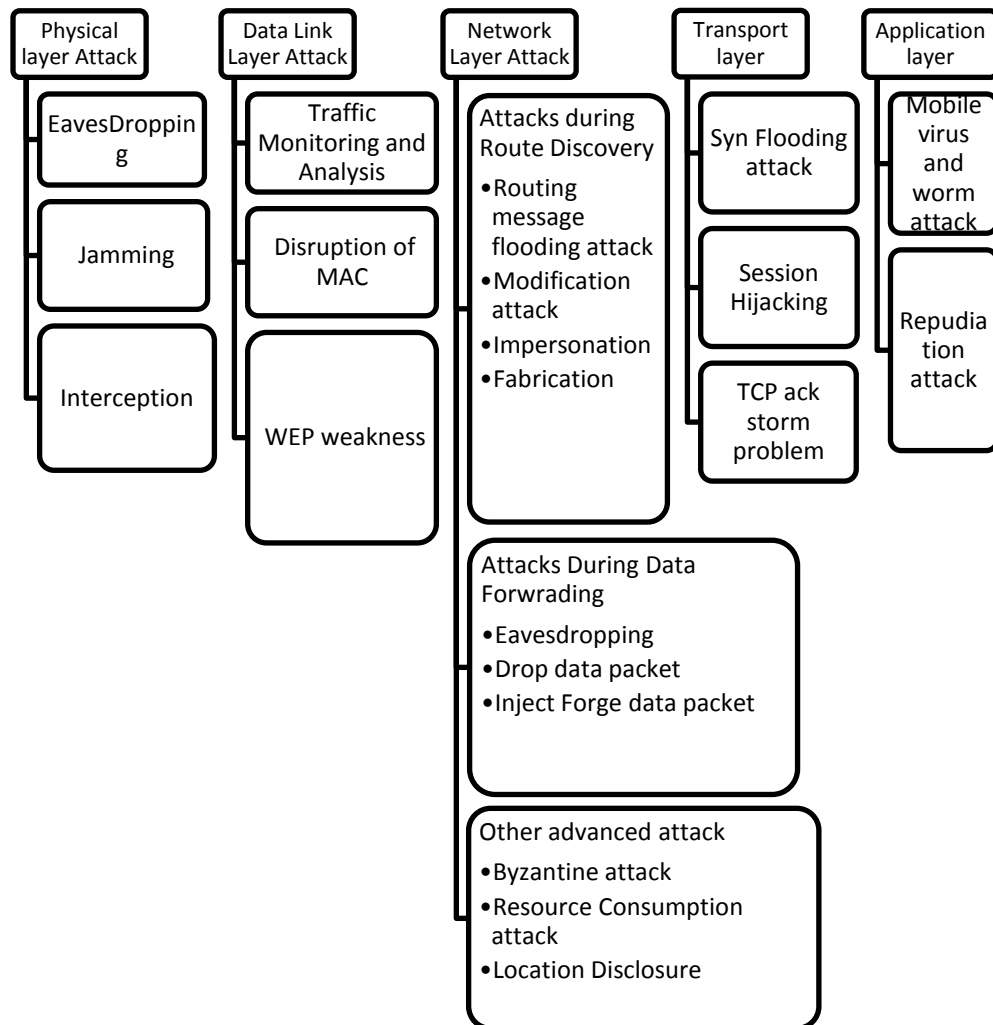 Physical
layer Attack
EavesDroppin
g
Jamming
Interception
Data Link
Layer Attack
Traffic
Monitoring and
Analysis
Disruption of
MAC
WEP weakness
Network
Layer Attack
Attacks during
Route Discovery
•Routing
message
flooding attack
•Modification
attack
•Impersonation
•Fabrication
Attacks During Data
Forwrading
•Eavesdropping
•Drop data packet
•Inject Forge data packet
Other advanced attack
•Byzantine attack
•Resource Consumption
attack
•Location Disclosure
Transport
layer
Syn Flooding
attack
Session
Hijacking
TCP ack
storm
problem
Application
layer
Mobile
virus
and
worm
attack
Repudia
tion
attack